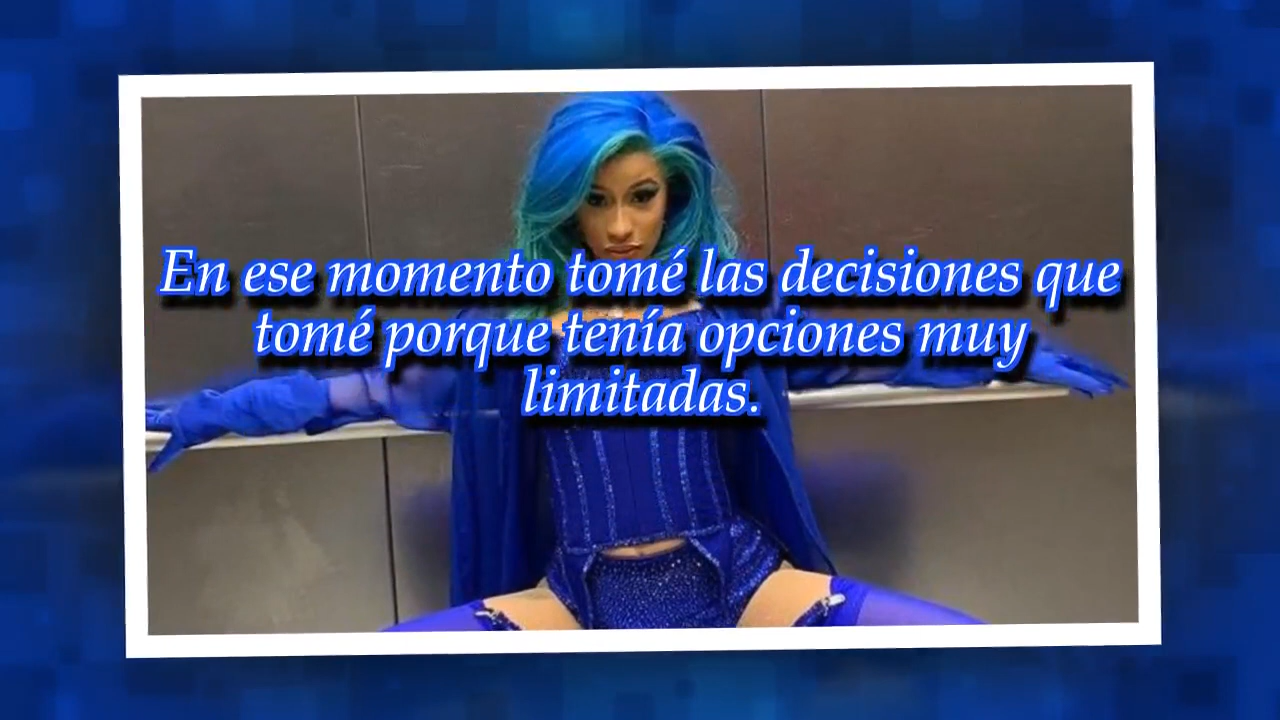 En ese momento tomé las decisiones que
tomé porque tenía opciones muy
limitadas.